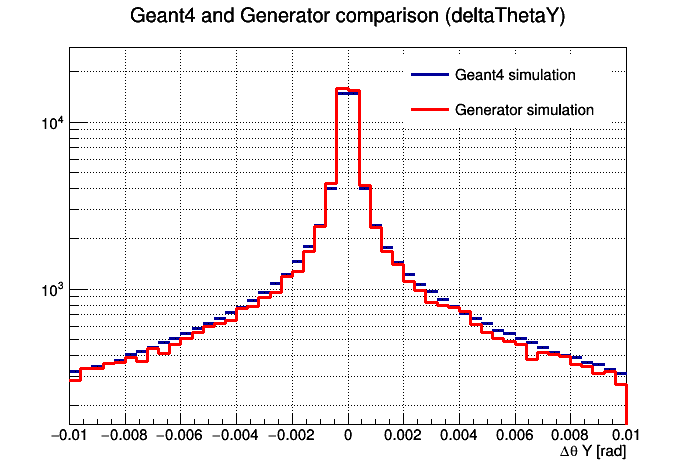 Geant4 and Generator comparison (deltaThetaY)
Geant4 simulation
Generator simulation
10⁴
10³
−0.01 −0.008 −0.006 −0.004 −0.002 0 0.002 0.004 0.006 0.008 0.01
Δθ Y [rad]